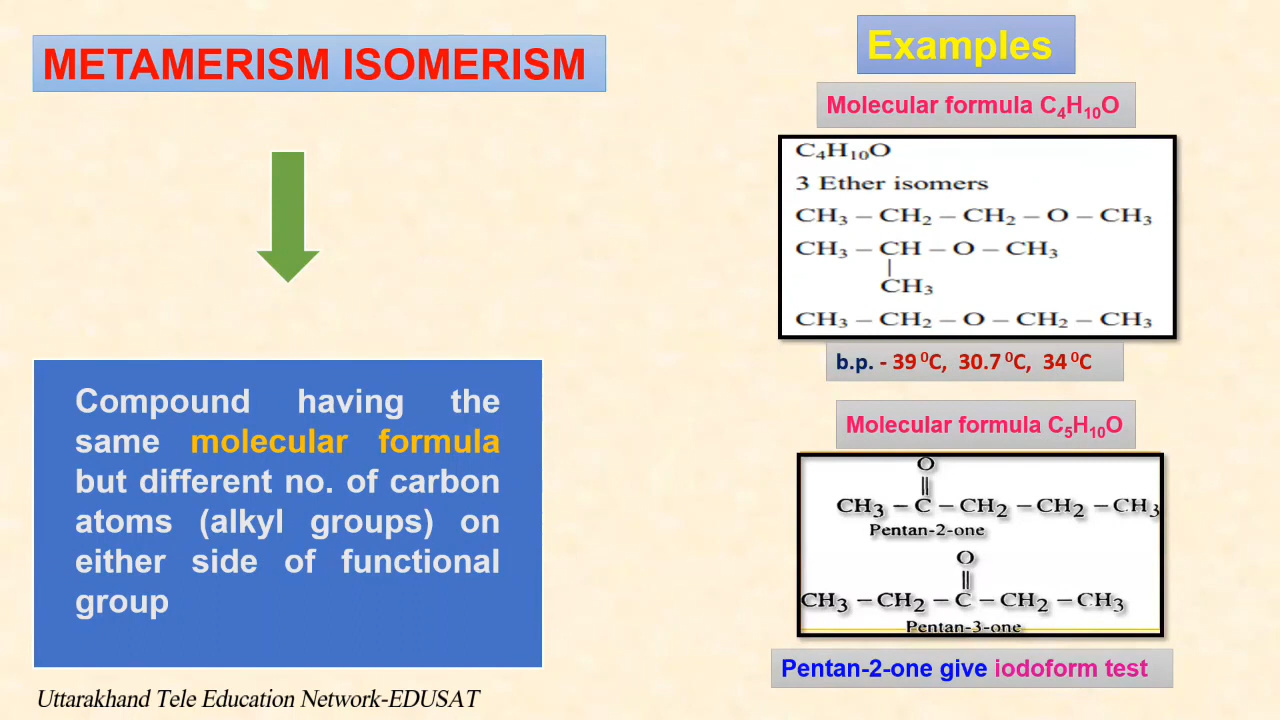 METAMERISM ISOMERISM
Compound having the
same molecular formula
but different no. of carbon
atoms (alkyl groups) on
either side of functional
group
Examples
Molecular formula C₄H₁₀O
C₄H₁₀O
3 Ether isomers
CH₃ – CH₂ – CH₂ – O – CH₃
CH₃ – CH – O – CH₃
|
CH₃
CH₃ – CH₂ – O – CH₂ – CH₃
b.p. - 39 ⁰C, 30.7 ⁰C, 34 ⁰C
Molecular formula C₅H₁₀O
O
||
CH₃ – C – CH₂ – CH₂ – CH₃
Pentan-2-one
O
||
CH₃ – CH₂ – C – CH₂ – CH₃
Pentan-3-one
Pentan-2-one give iodoform test
Uttarakhand Tele Education Network-EDUSAT